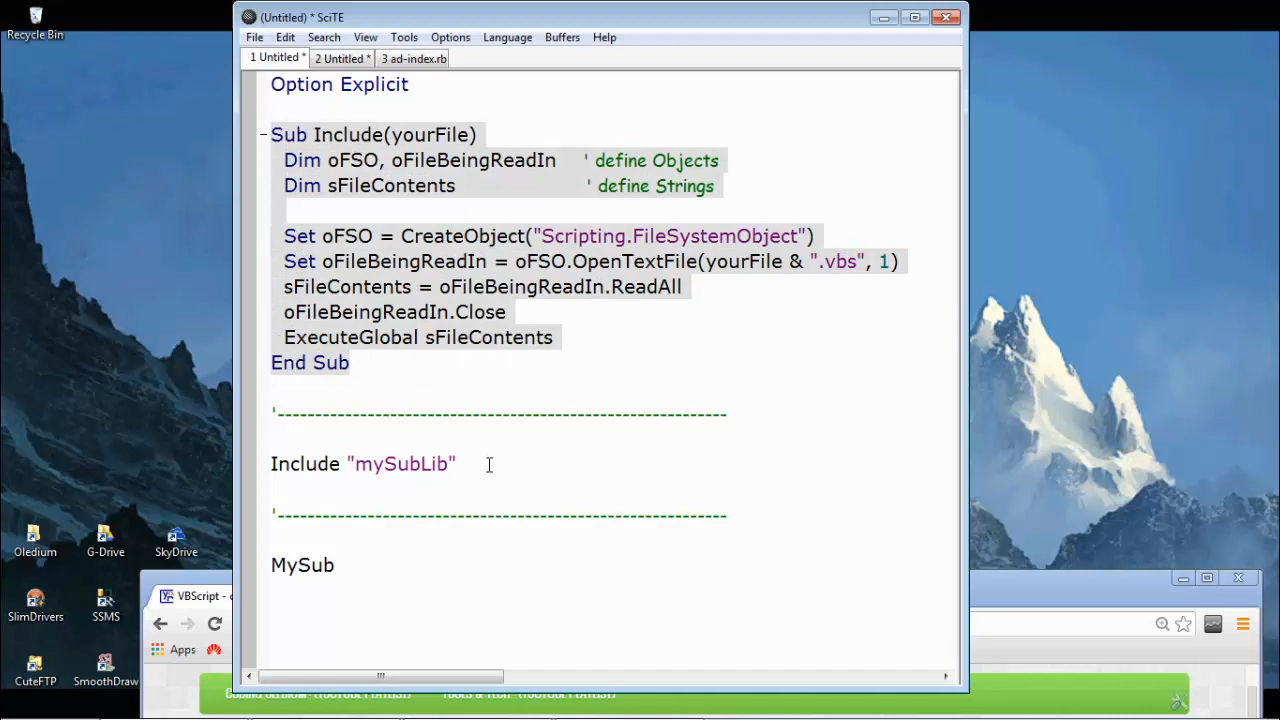 Recycle Bin
(Untitled) * SciTE
File Edit Search View Tools Options Language Buffers Help
1 Untitled * 2 Untitled * 3 ad-index.rb
Option Explicit
Sub Include(yourFile)
Dim oFSO, oFileBeingReadIn ' define Objects
Dim sFileContents ' define Strings
Set oFSO = CreateObject("Scripting.FileSystemObject")
Set oFileBeingReadIn = oFSO.OpenTextFile(yourFile & ".vbs", 1)
sFileContents = oFileBeingReadIn.ReadAll
oFileBeingReadIn.Close
ExecuteGlobal sFileContents
End Sub
'------------------------------------------------------------
Include "mySubLib"
'------------------------------------------------------------
MySub
Oledium G-Drive SkyDrive
SlimDrivers SSMS
CuteFTP SmoothDraw
VBScript -
Apps